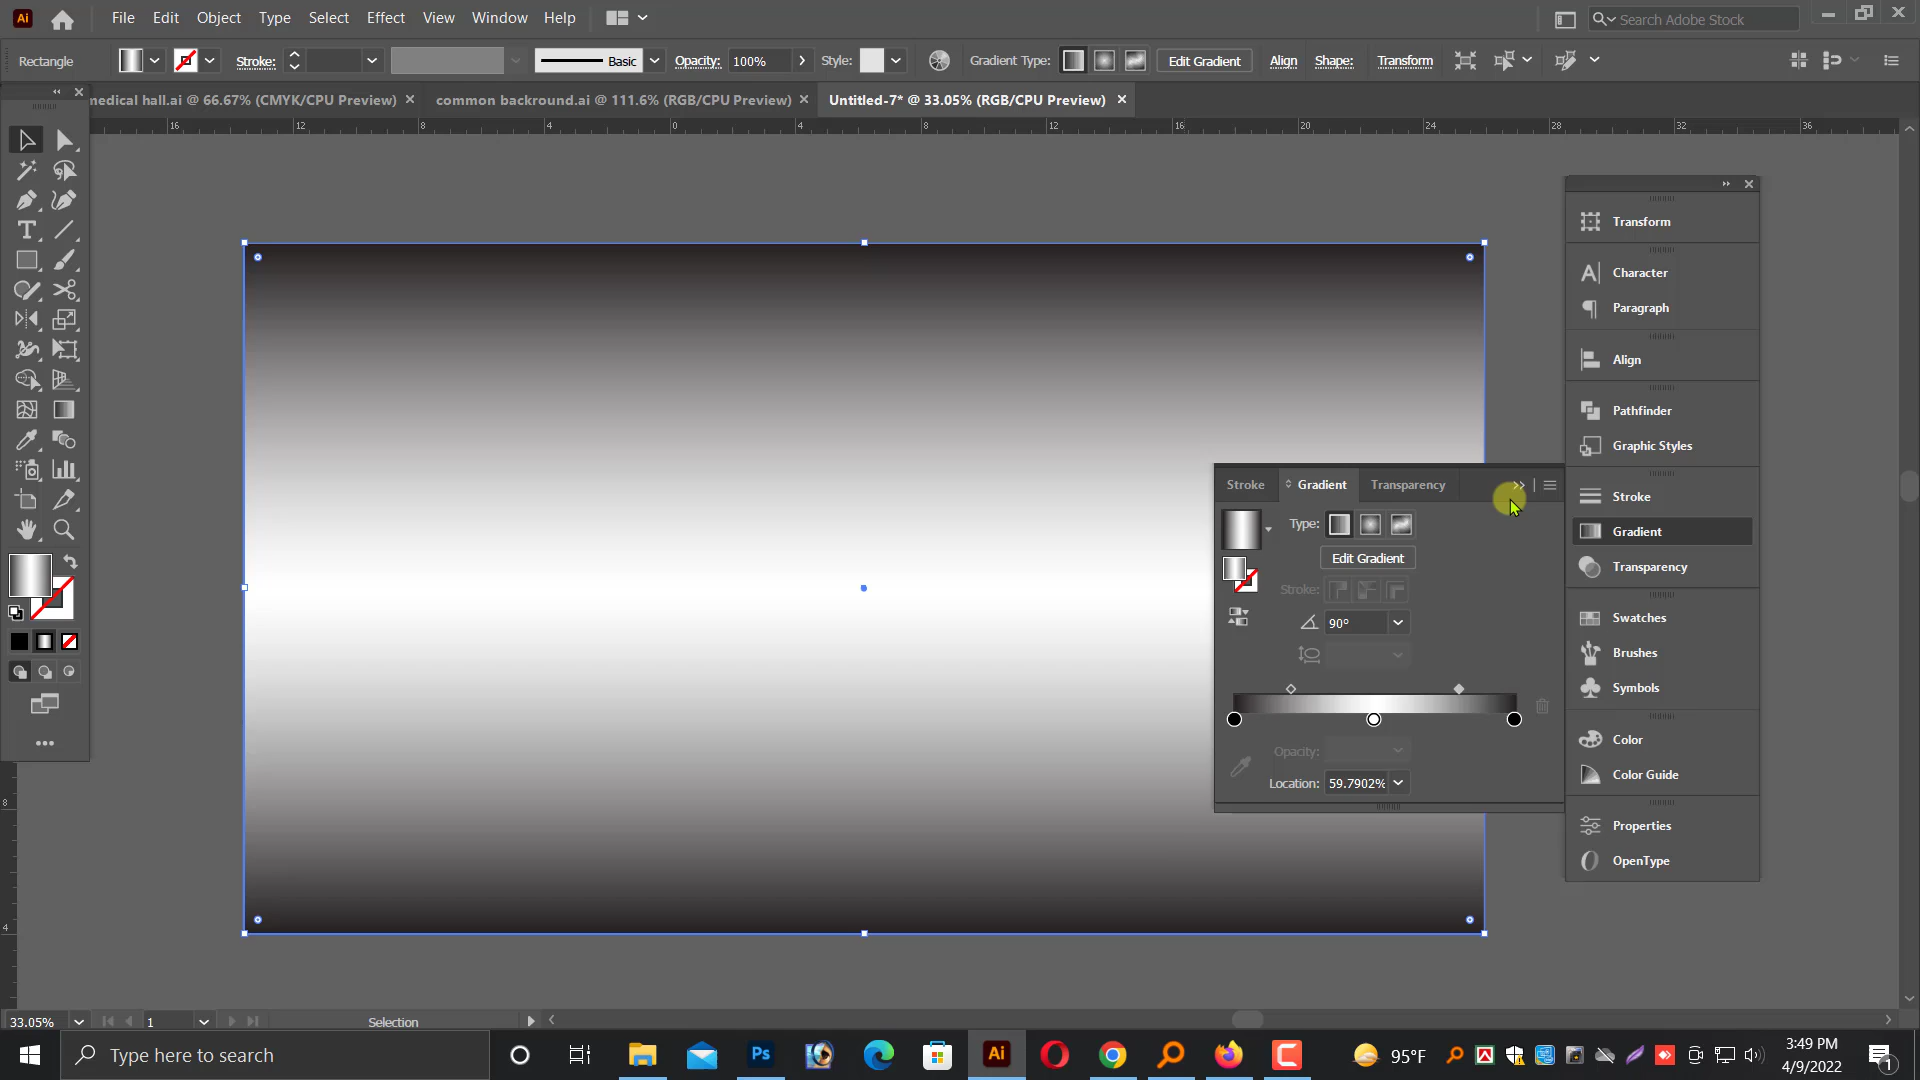 Ai File Edit Object Type Select Effect View Window Help Search Adobe Stock
Rectangle Stroke: Basic Opacity: 100% Style: Gradient Type: Edit Gradient Align Shape: Transform
medical hall.ai @ 66.67% (CMYK/CPU Preview) common backround.ai @ 111.6% (RGB/CPU Preview) Untitled-7* @ 33.05% (RGB/CPU Preview)
16 12 8 4 0 4 8 12 16 20 24 28 32 36
Transform
Character
Paragraph
Align
Pathfinder
Graphic Styles
Stroke
Gradient
Transparency
Swatches
Brushes
Symbols
Color
Color Guide
Properties
OpenType
Stroke Gradient Transparency
Type:
Edit Gradient
Stroke:
90°
Opacity:
Location: 59.7902%
8
4
33.05% 1 Selection
Type here to search
Ps Ai
95°F
3:49 PM
4/9/2022
1